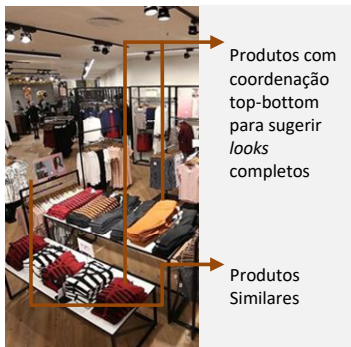 Produtos com
coordenação
top-bottom
para sugerir
looks
completos
Produtos
Similares